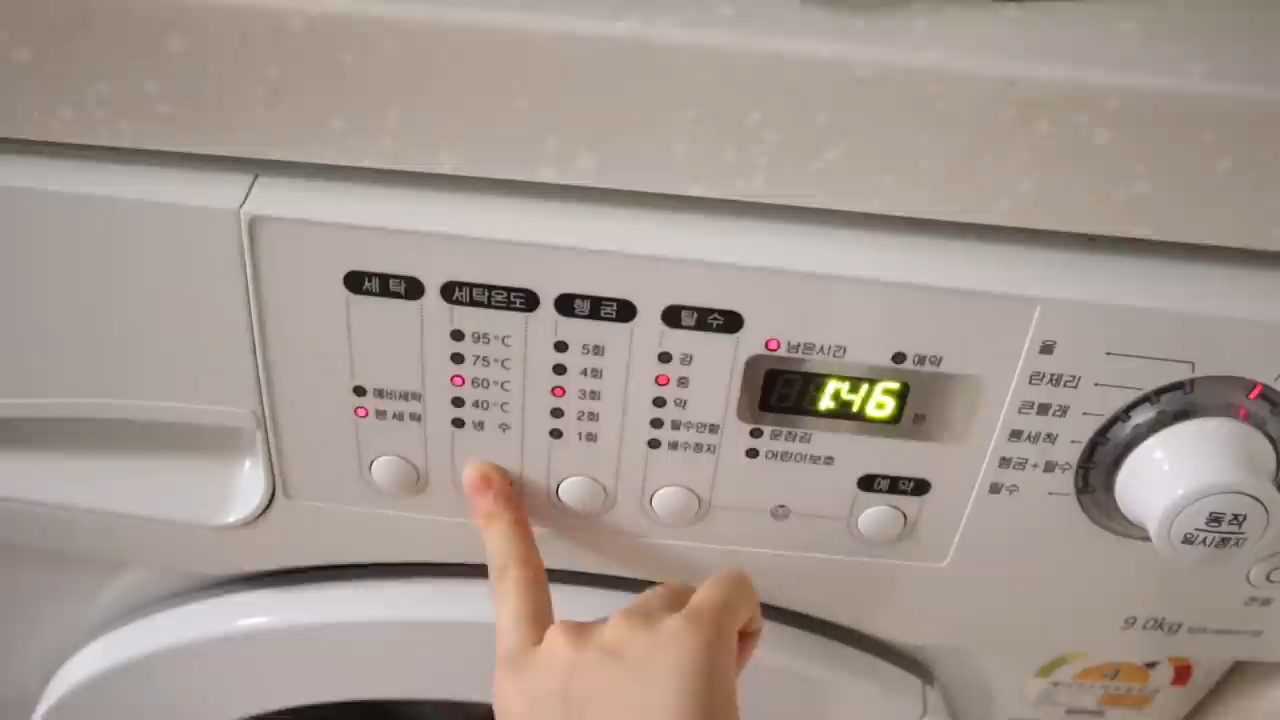 세탁
예비세탁
본세탁
세탁온도
95°C
75°C
60°C
40°C
냉 수
헹굼
5회
4회
3회
2회
1회
탈수
강
중
약
탈수안함
배수정지
남은시간
예약
1:46
분
문잠김
어린이보호
예약
울
란제리
큰빨래
통세척
헹굼+탈수
탈수
동작
일시정지
9.0kg